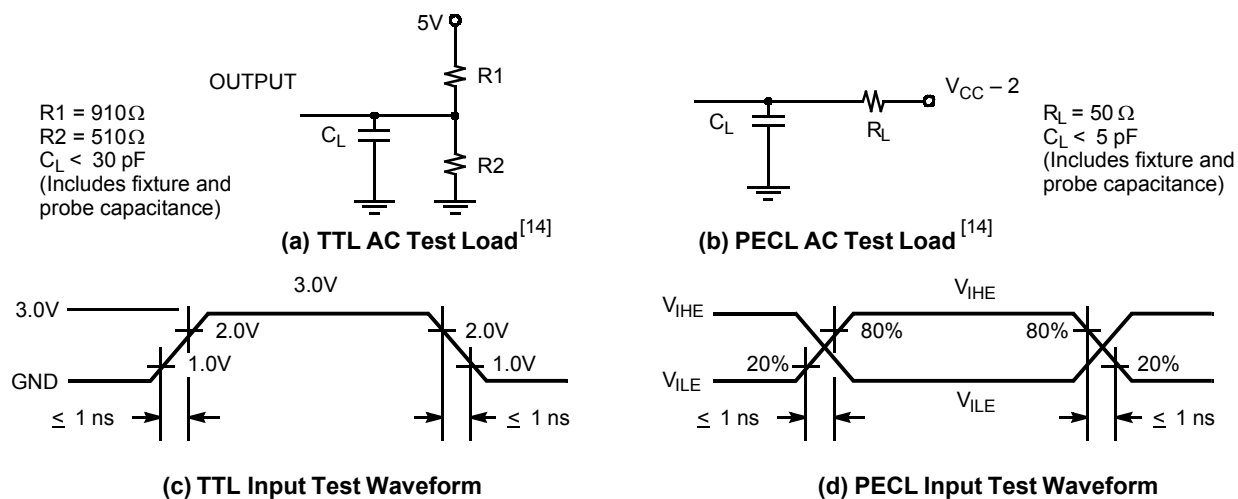 5V
OUTPUT
R1
R1 = 910Ω
R2 = 510Ω
C_L < 30 pF
(Includes fixture and
probe capacitance)
C_L
R2
(a) TTL AC Test Load [14]
V_CC – 2
C_L
R_L
R_L = 50 Ω
C_L < 5 pF
(Includes fixture and
probe capacitance)
(b) PECL AC Test Load [14]
3.0V
3.0V
2.0V
2.0V
1.0V
1.0V
GND
≤ 1 ns
≤ 1 ns
(c) TTL Input Test Waveform
V_IHE
V_IHE
80%
80%
20%
20%
V_ILE
V_ILE
≤ 1 ns
≤ 1 ns
(d) PECL Input Test Waveform